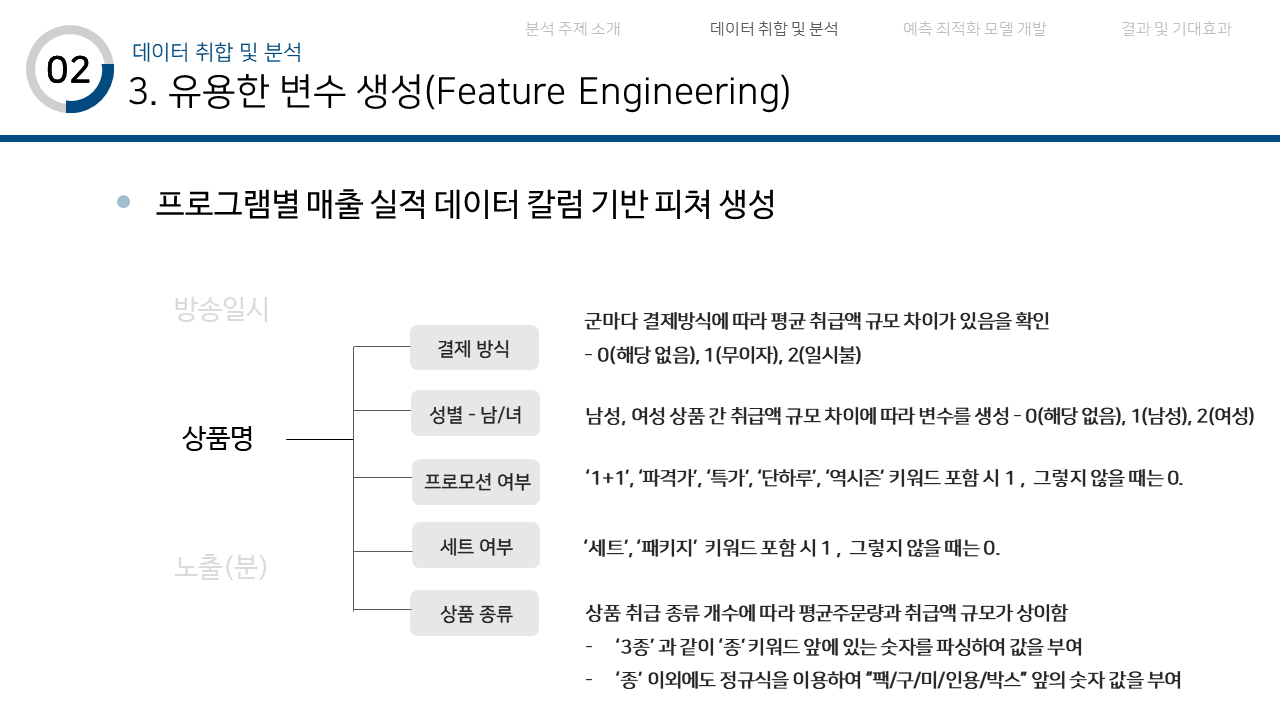 분석 주제 소개
데이터 취합 및 분석
예측 최적화 모델 개발
결과 및 기대효과
02
데이터 취합 및 분석
3. 유용한 변수 생성(Feature Engineering)
프로그램별 매출 실적 데이터 칼럼 기반 피쳐 생성
방송일시
상품명
노출(분)
결제 방식
군마다 결제방식에 따라 평균 취급액 규모 차이가 있음을 확인
- 0(해당 없음), 1(무이자), 2(일시불)
성별 - 남/녀
남성, 여성 상품 간 취급액 규모 차이에 따라 변수를 생성 - 0(해당 없음), 1(남성), 2(여성)
프로모션 여부
‘1+1’, ‘파격가’, ‘특가’, ‘단하루’, ‘역시즌’ 키워드 포함 시 1 , 그렇지 않을 때는 0.
세트 여부
‘세트’, ‘패키지’ 키워드 포함 시 1 , 그렇지 않을 때는 0.
상품 종류
상품 취급 종류 개수에 따라 평균주문량과 취급액 규모가 상이함
- ‘3종’ 과 같이 ‘종’ 키워드 앞에 있는 숫자를 파싱하여 값을 부여
- ‘종’ 이외에도 정규식을 이용하여 "팩/구/미/인용/박스" 앞의 숫자 값을 부여